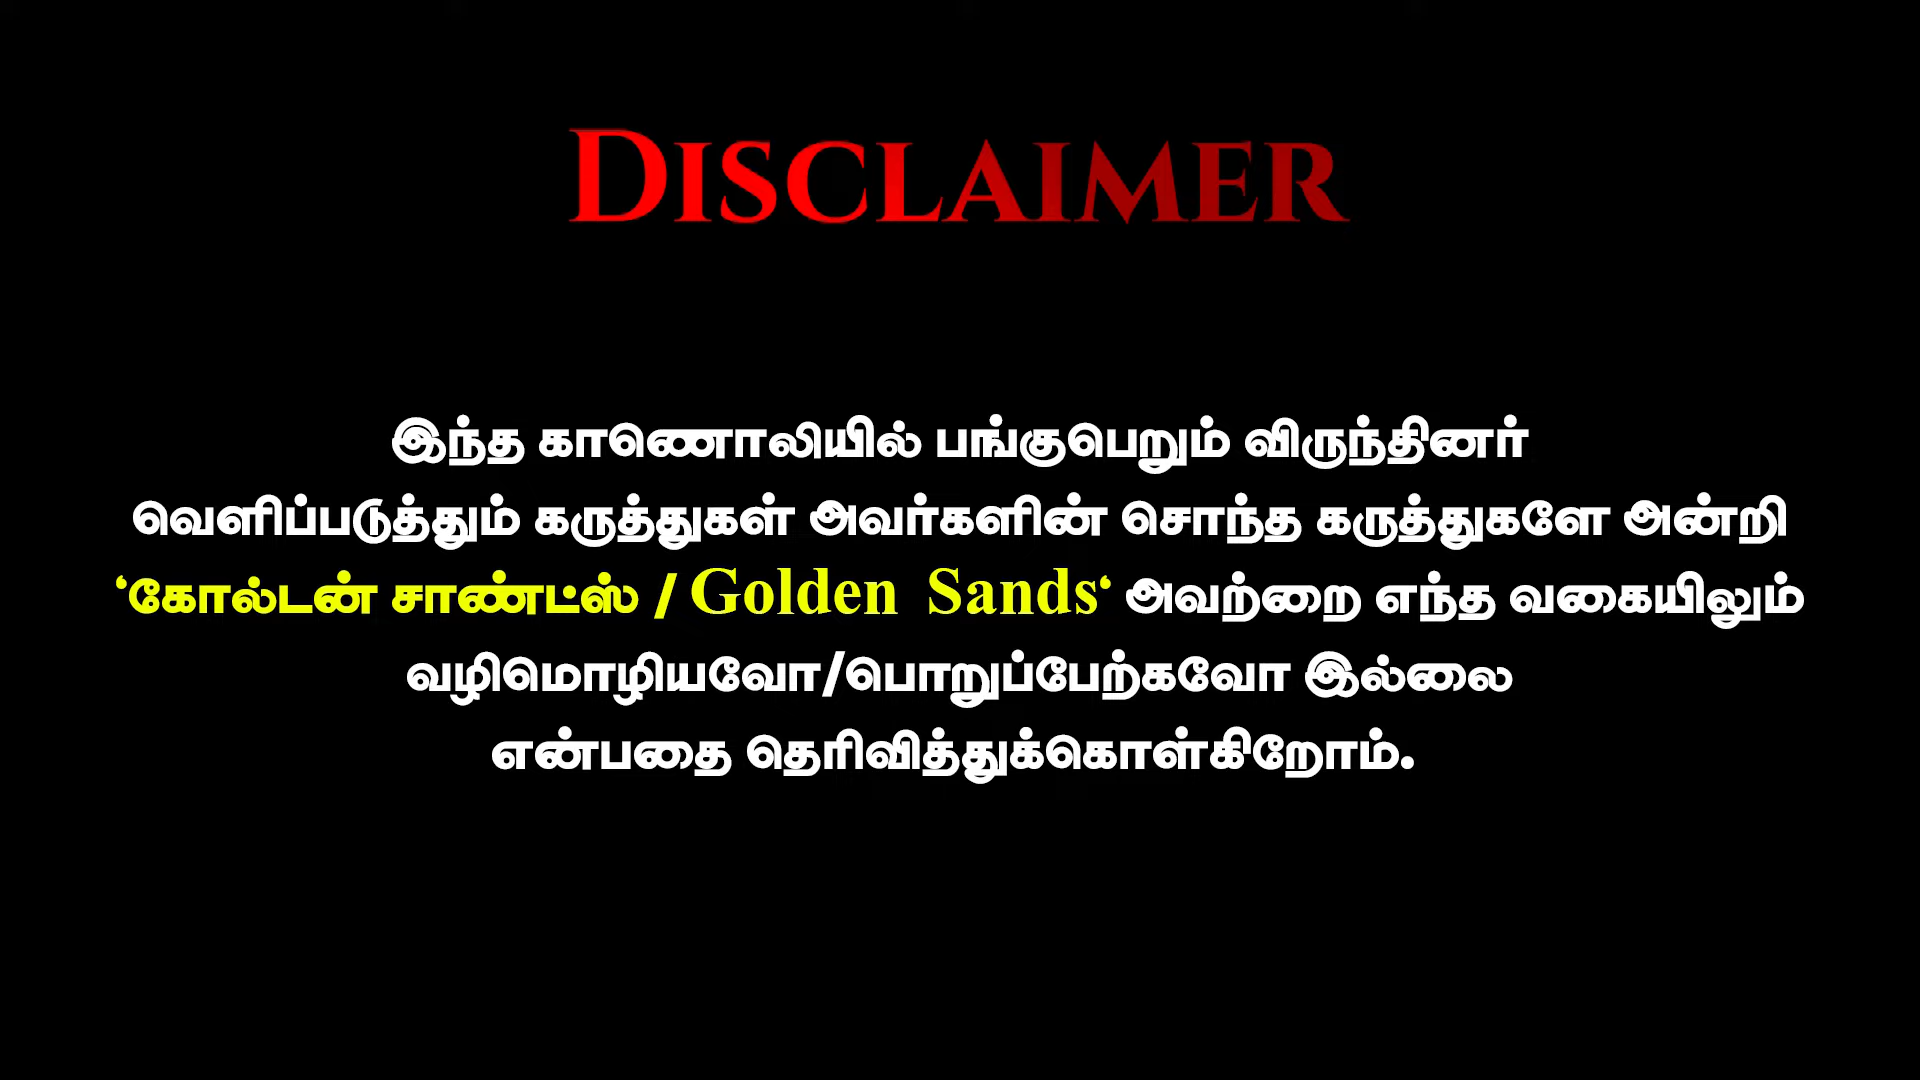 DISCLAIMER
இந்த காணொலியில் பங்குபெறும் விருந்தினர்
வெளிப்படுத்தும் கருத்துகள் அவர்களின் சொந்த கருத்துகளே அன்றி
‘கோல்டன் சாண்ட்ஸ் / Golden Sands‘ அவற்றை எந்த வகையிலும்
வழிமொழியவோ/பொறுப்பேற்கவோ இல்லை
என்பதை தெரிவித்துக்கொள்கிறோம்.